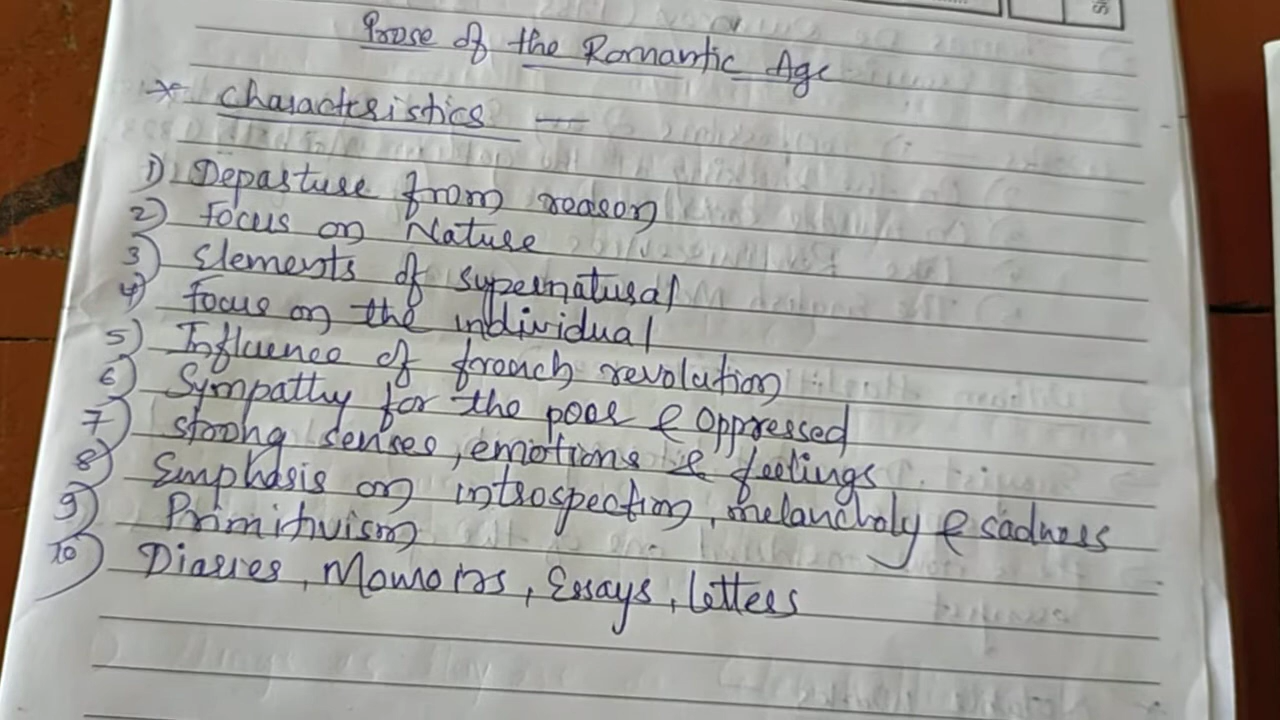 Prose of the Romantic Age
* Characteristics —
1) Departure from reason
2) Focus on Nature
3) Elements of supernatural
4) Focus on the individual
5) Influence of french revolution
6) Sympathy for the poor & oppressed
7) strong senses, emotions & feelings
8) Emphasis on introspection, melancholy & sadness
9) Primitivism
10) Diaries, Memoirs, Essays, letters